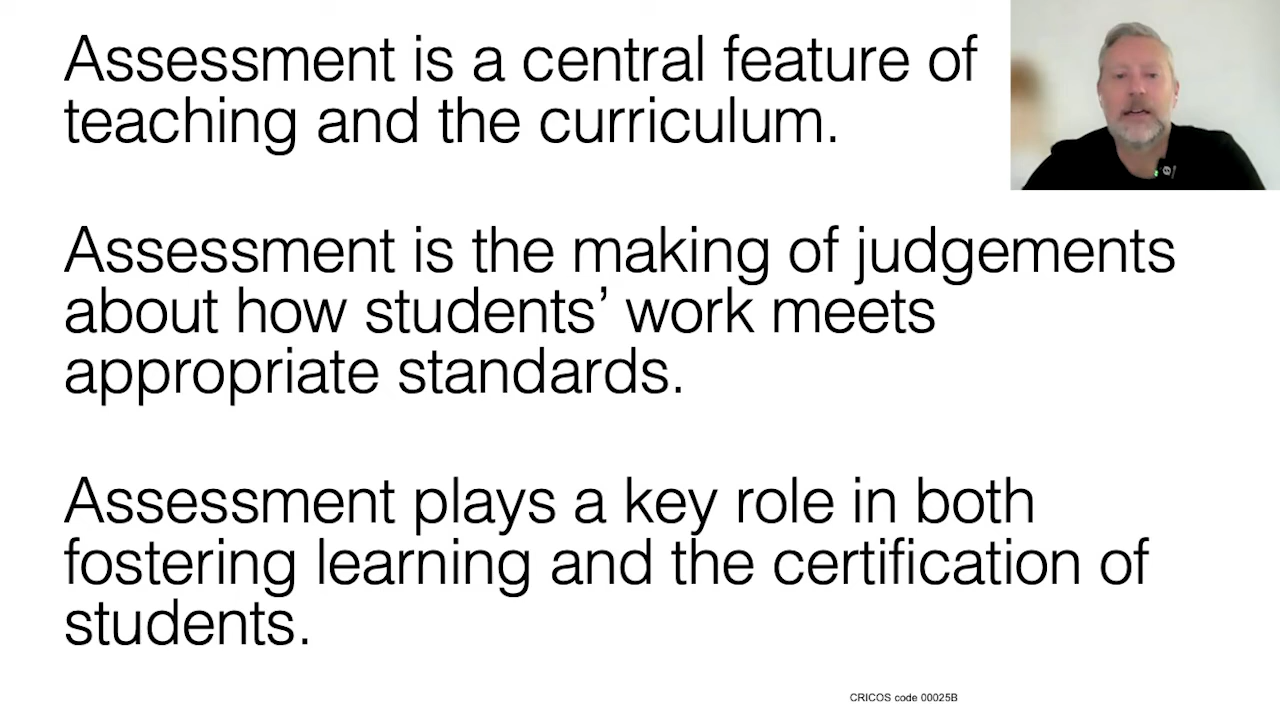 Assessment is a central feature of
teaching and the curriculum.
Assessment is the making of judgements
about how students’ work meets
appropriate standards.
Assessment plays a key role in both
fostering learning and the certification of
students.
CRICOS code 00025B